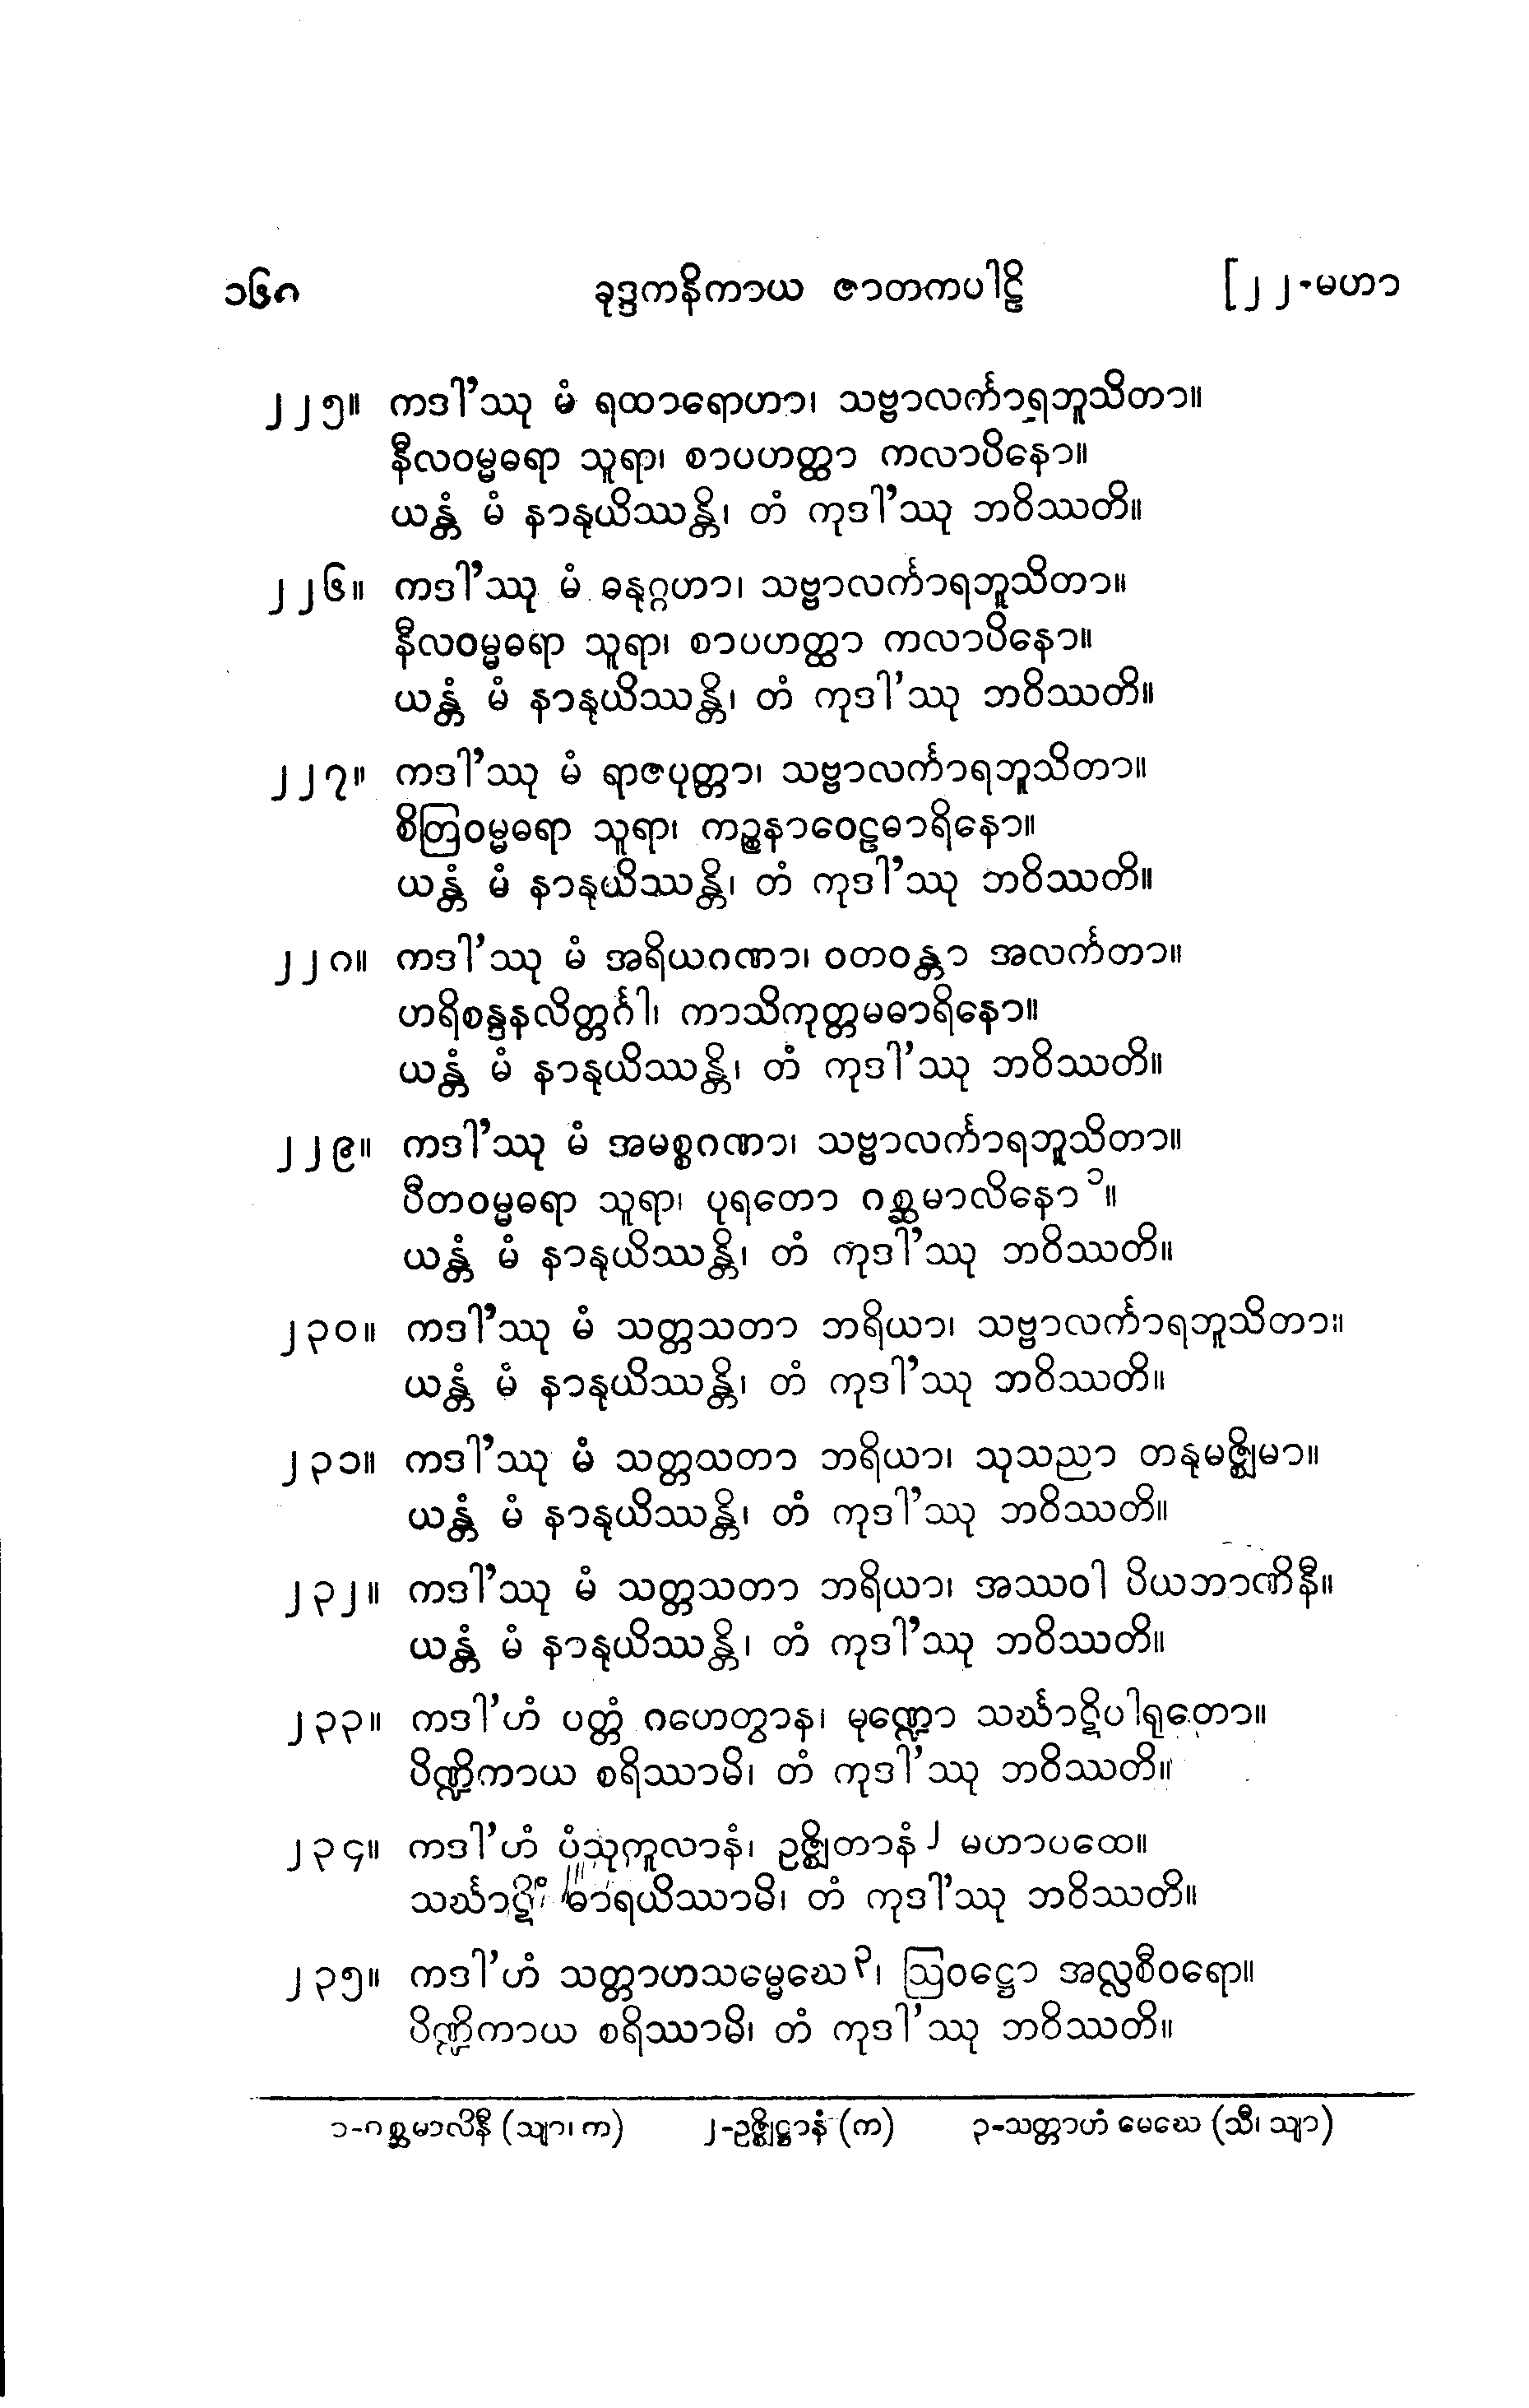 ၁၆၈ ခုဒ္ဒကနိကာယ ဇာတကပါဠိ [၂၂-မဟာ
၂၂၅။ ကဒါ'ဿု မံ ရထာရောဟာ၊ သဗ္ဗာလင်္ကာရဘူသိတာ။
နီလဝမ္မဓရာ သူရာ၊ စာပဟတ္ထာ ကလာပိနော။
ယန္တံ မံ နာနုယိဿန္တိ၊ တံ ကုဒါ'ဿု ဘဝိဿတိ။
၂၂၆။ ကဒါ'ဿု မံ ဓနုဂ္ဂဟာ၊ သဗ္ဗာလင်္ကာရဘူသိတာ။
နီလဝမ္မဓရာ သူရာ၊ စာပဟတ္ထာ ကလာပိနော။
ယန္တံ မံ နာနုယိဿန္တိ၊ တံ ကုဒါ'ဿု ဘဝိဿတိ။
၂၂၇။ ကဒါ'ဿု မံ ရာဇပုတ္တာ၊ သဗ္ဗာလင်္ကာရဘူသိတာ။
စိတြဝမ္မဓရာ သူရာ၊ ကဉ္စနာဝေဠဓာရိနော။
ယန္တံ မံ နာနုယိဿန္တိ၊ တံ ကုဒါ'ဿု ဘဝိဿတိ။
၂၂၈။ ကဒါ'ဿု မံ အရိယဂဏာ၊ ဝတဝန္တာ အလင်္ကတာ။
ဟရိစန္ဒနလိတ္တင်္ဂါ၊ ကာသိကုတ္တမဓာရိနော။
ယန္တံ မံ နာနုယိဿန္တိ၊ တံ ကုဒါ'ဿု ဘဝိဿတိ။
၂၂၉။ ကဒါ'ဿု မံ အမစ္စဂဏာ၊ သဗ္ဗာလင်္ကာရဘူသိတာ။
ပီတဝမ္မဓရာ သူရာ၊ ပုရတော ဂစ္ဆမာလိနော ၁။
ယန္တံ မံ နာနုယိဿန္တိ၊ တံ ကုဒါ'ဿု ဘဝိဿတိ။
၂၃၀။ ကဒါ'ဿု မံ သတ္တသတာ ဘရိယာ၊ သဗ္ဗာလင်္ကာရဘူသိတာ။
ယန္တံ မံ နာနုယိဿန္တိ၊ တံ ကုဒါ'ဿု ဘဝိဿတိ။
၂၃၁။ ကဒါ'ဿု မံ သတ္တသတာ ဘရိယာ၊ သုသညာ တနုမဇ္ဈိမာ။
ယန္တံ မံ နာနုယိဿန္တိ၊ တံ ကုဒါ'ဿု ဘဝိဿတိ။
၂၃၂။ ကဒါ'ဿု မံ သတ္တသတာ ဘရိယာ၊ အဿဝါ ပိယဘာဏိနီ။
ယန္တံ မံ နာနုယိဿန္တိ၊ တံ ကုဒါ'ဿု ဘဝိဿတိ။
၂၃၃။ ကဒါ'ဟံ ပတ္တံ ဂဟေတွာန၊ မုဏ္ဍော သင်္ဃာဋိပါရုတော။
ပိဏ္ဍိကာယ စရိဿာမိ၊ တံ ကုဒါ'ဿု ဘဝိဿတိ။
၂၃၄။ ကဒါ'ဟံ ပံသုကူလာနံ၊ ဥဇ္ဈိတာနံ ၂ မဟာပထေ။
သင်္ဃာဋိံ ဓာရယိဿာမိ၊ တံ ကုဒါ'ဿု ဘဝိဿတိ။
၂၃၅။ ကဒါ'ဟံ သတ္တာဟသမ္မေဃေ ၃၊ ဩဝဋ္ဌော အလ္လစီဝရော။
ပိဏ္ဍိကာယ စရိဿာမိ၊ တံ ကုဒါ'ဿု ဘဝိဿတိ။
၁-ဂစ္ဆမာလိနီ (သျာ၊ က) ၂-ဥဇ္ဈိဋ္ဌာနံ (က) ၃-သတ္တာဟံ မေဃေ (သီ၊ သျာ)